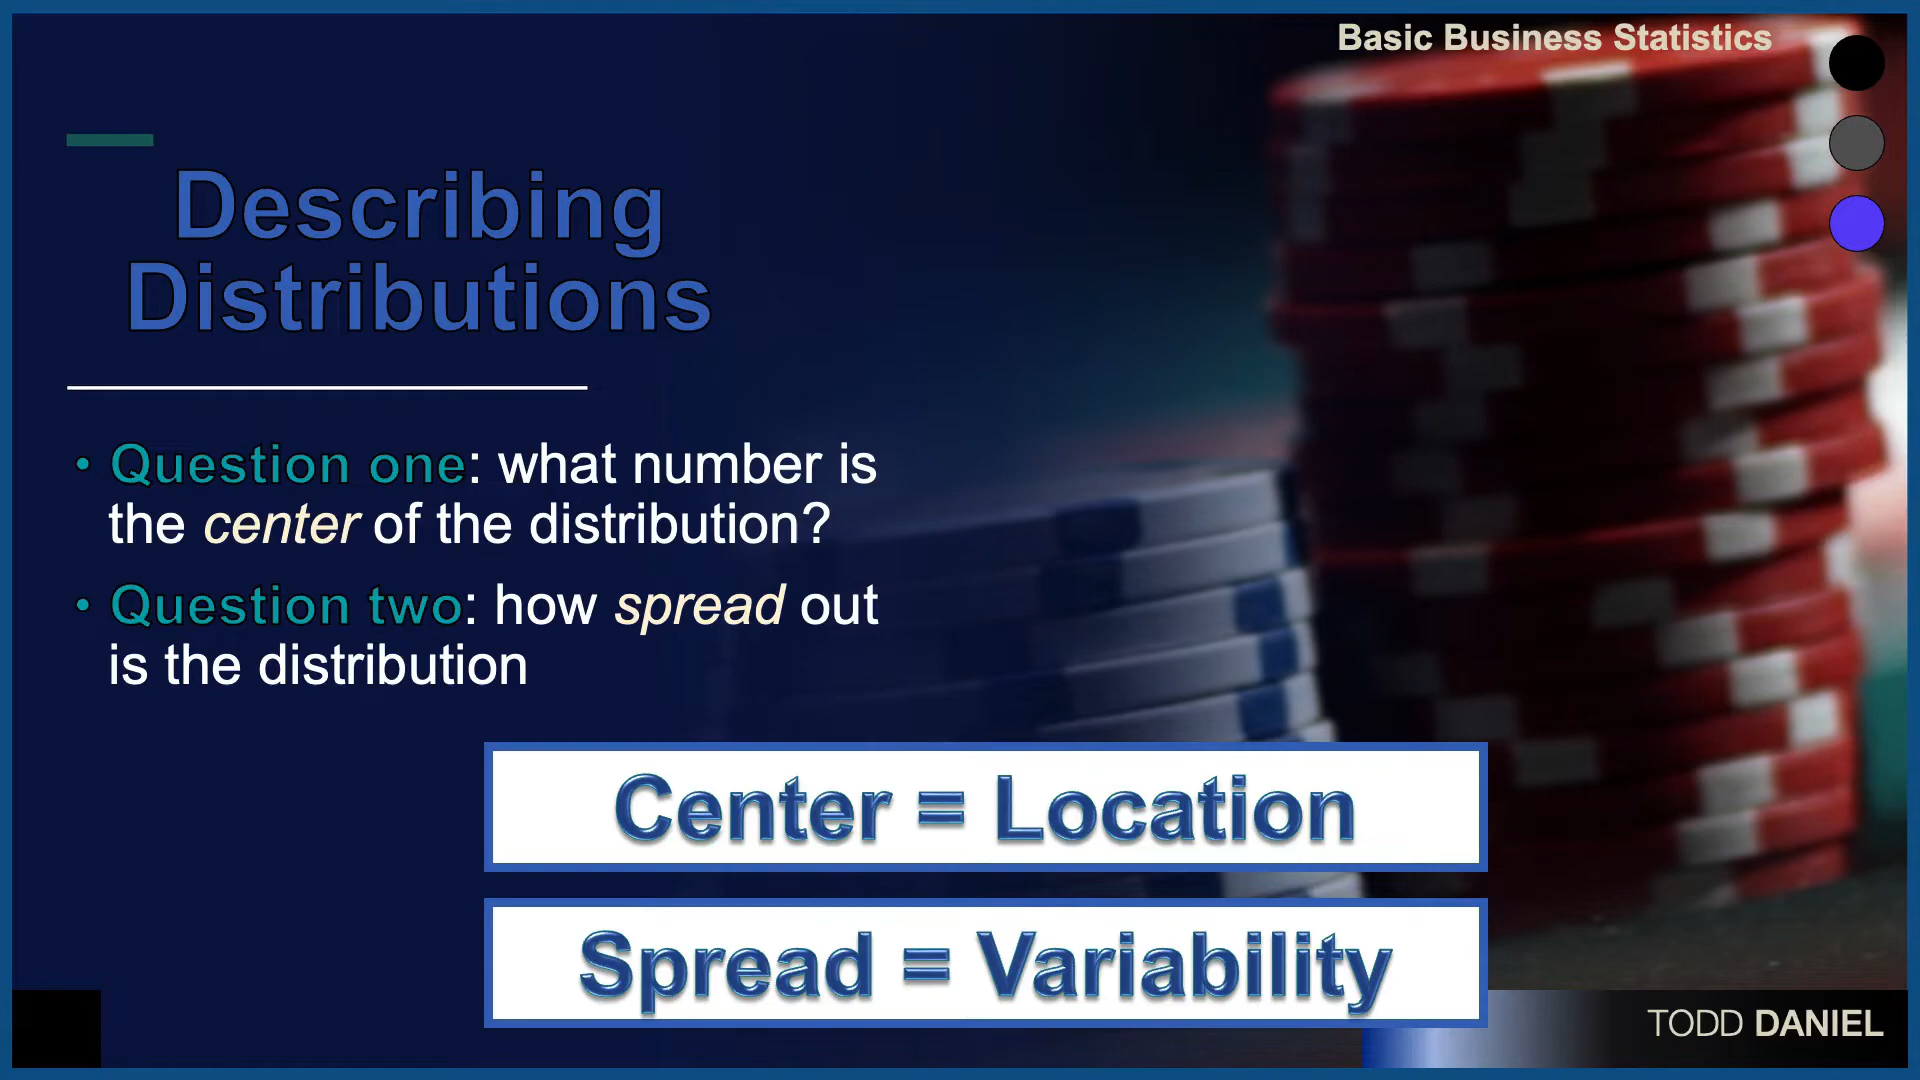 Basic Business Statistics
Describing
Distributions
• Question one: what number is
the center of the distribution?
• Question two: how spread out
is the distribution
Center = Location
Spread = Variability
TODD DANIEL